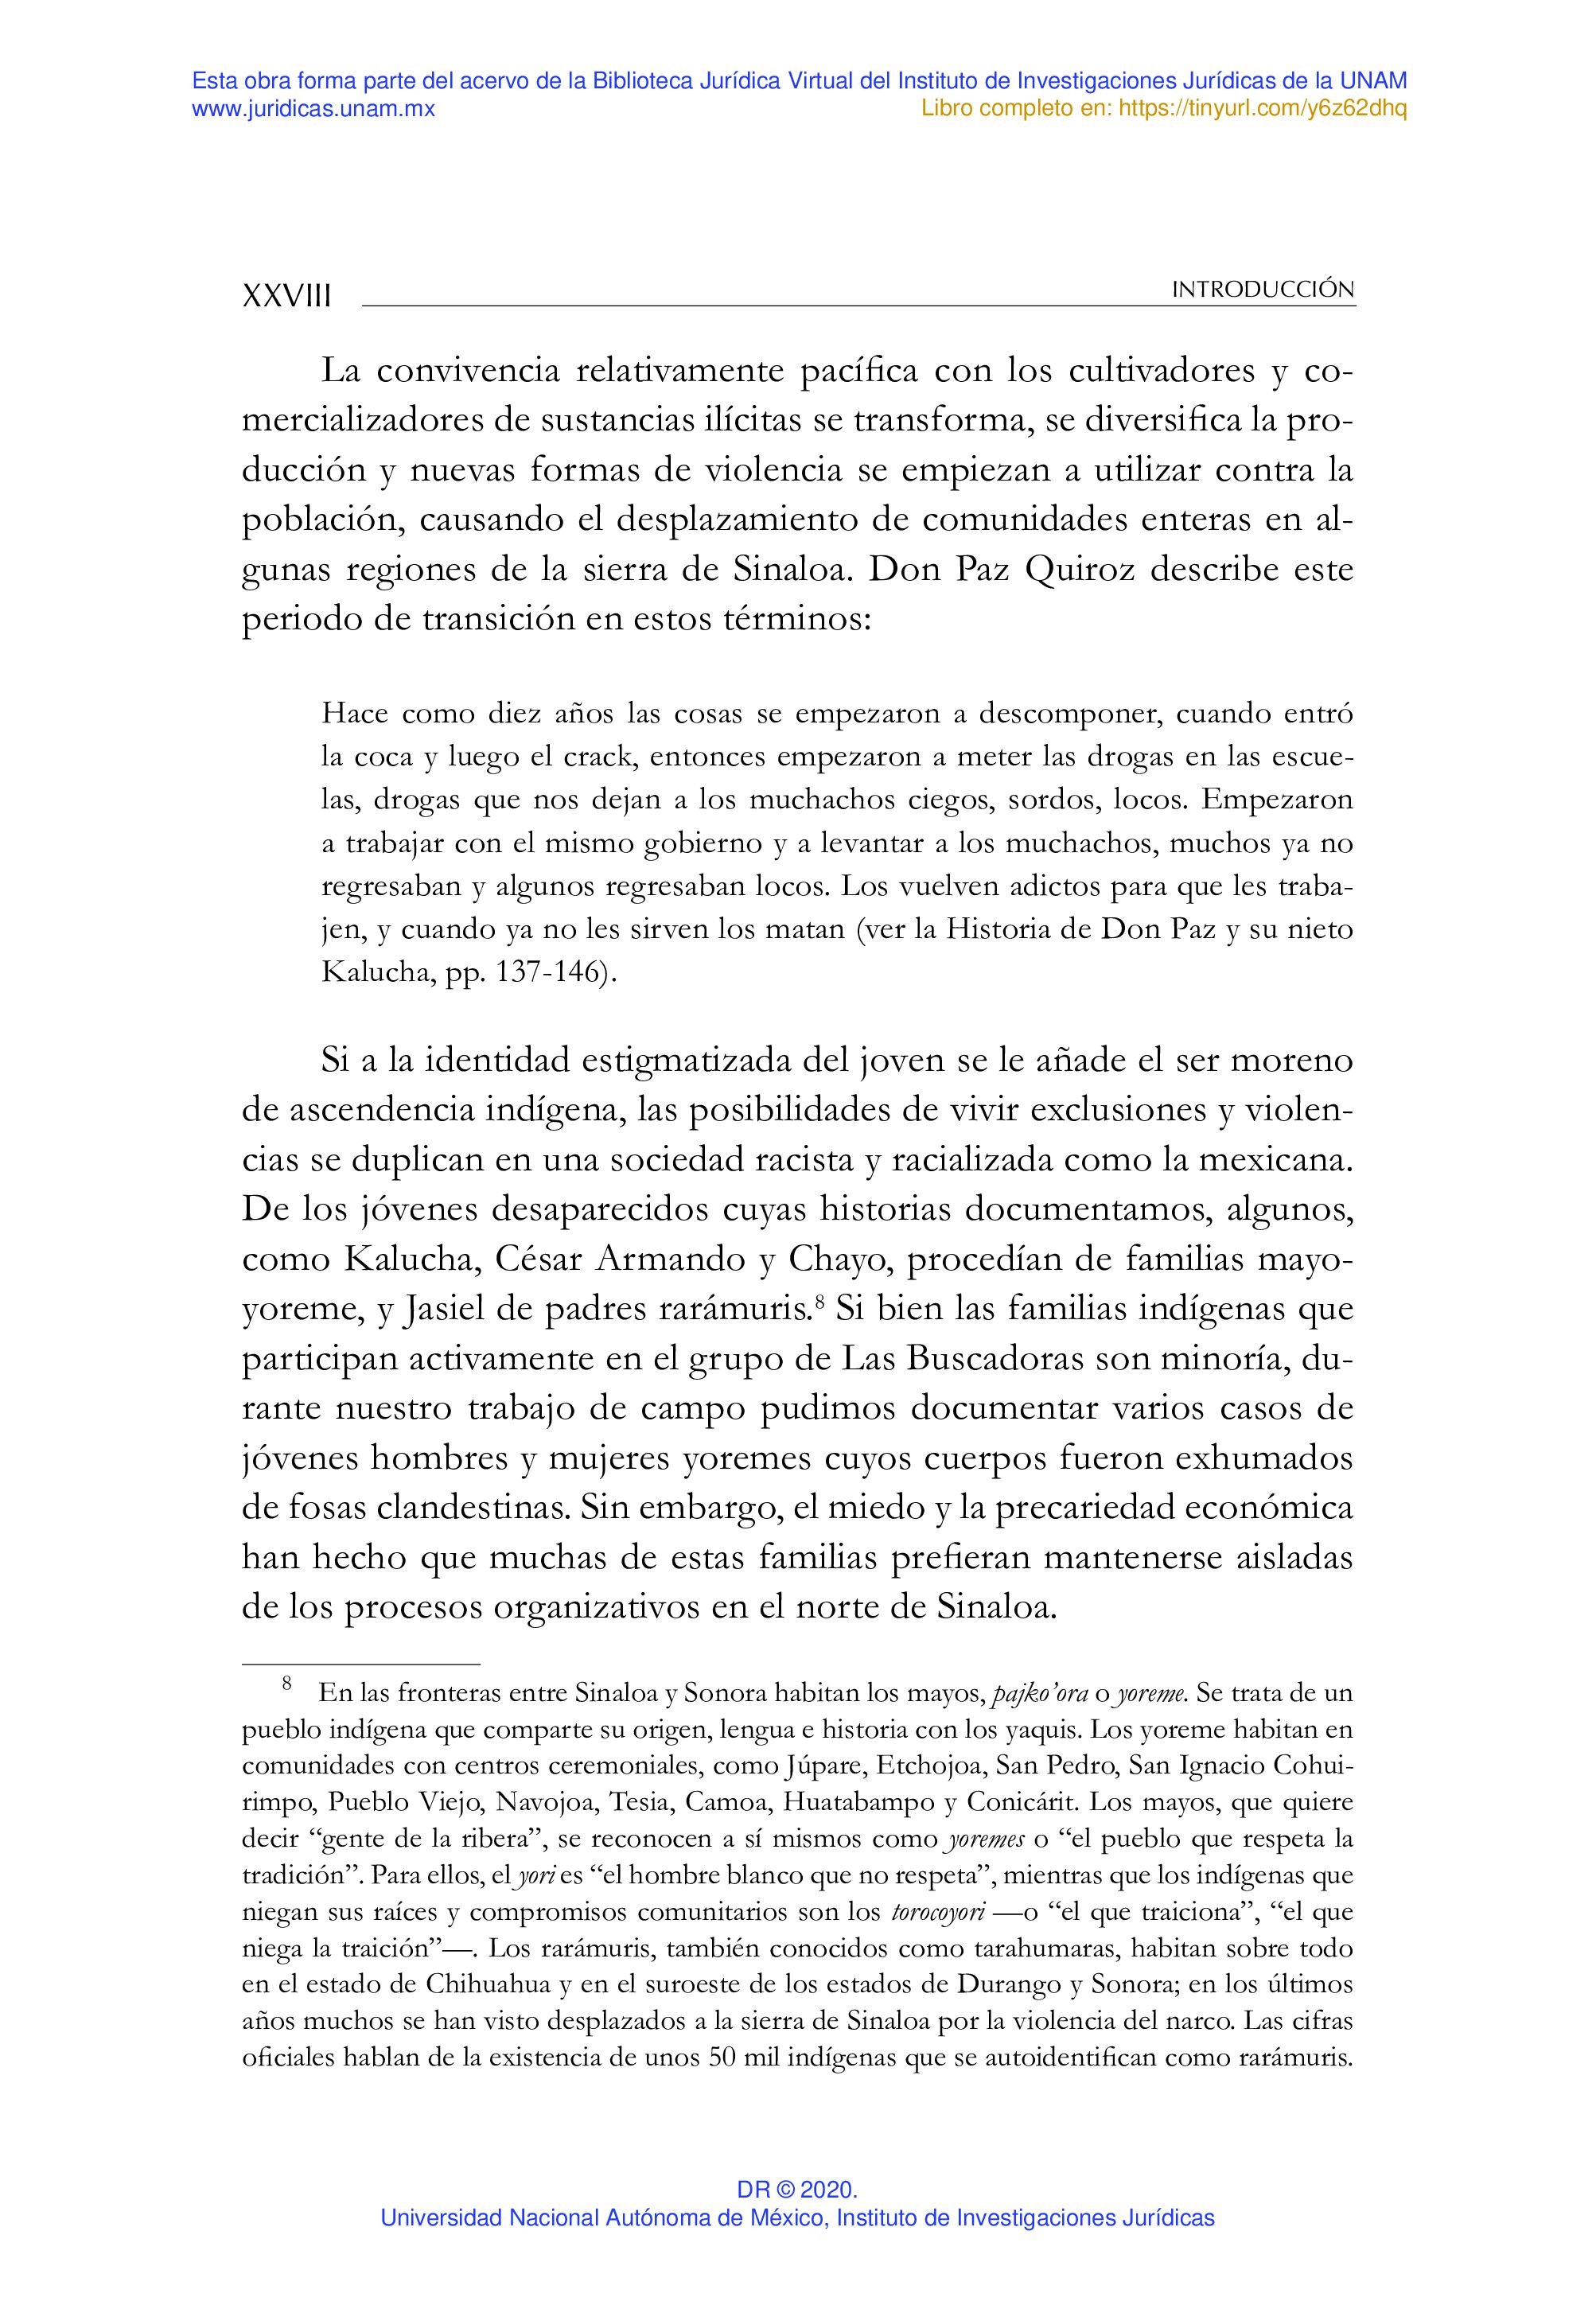 Esta obra forma parte del acervo de la Biblioteca Jurídica Virtual del Instituto de Investigaciones Jurídicas de la UNAM
www.juridicas.unam.mx
Libro completo en: https://tinyurl.com/y6z62dhq
XXVIII
INTRODUCCIÓN
La convivencia relativamente pacífica con los cultivadores y co-
mercializadores de sustancias ilícitas se transforma, se diversifica la pro-
ducción y nuevas formas de violencia se empiezan a utilizar contra la
población, causando el desplazamiento de comunidades enteras en al-
gunas regiones de la sierra de Sinaloa. Don Paz Quiroz describe este
periodo de transición en estos términos:
Hace como diez años las cosas se empezaron a descomponer, cuando entró
la coca y luego el crack, entonces empezaron a meter las drogas en las escue-
las, drogas que nos dejan a los muchachos ciegos, sordos, locos. Empezaron
a trabajar con el mismo gobierno y a levantar a los muchachos, muchos ya no
regresaban y algunos regresaban locos. Los vuelven adictos para que les traba-
jen, y cuando ya no les sirven los matan (ver la Historia de Don Paz y su nieto
Kalucha, pp. 137-146).
Si a la identidad estigmatizada del joven se le añade el ser moreno
de ascendencia indígena, las posibilidades de vivir exclusiones y violen-
cias se duplican en una sociedad racista y racializada como la mexicana.
De los jóvenes desaparecidos cuyas historias documentamos, algunos,
como Kalucha, César Armando y Chayo, procedían de familias mayo-
yoreme, y Jasiel de padres rarámuris.8 Si bien las familias indígenas que
participan activamente en el grupo de Las Buscadoras son minoría, du-
rante nuestro trabajo de campo pudimos documentar varios casos de
jóvenes hombres y mujeres yoremes cuyos cuerpos fueron exhumados
de fosas clandestinas. Sin embargo, el miedo y la precariedad económica
han hecho que muchas de estas familias prefieran mantenerse aisladas
de los procesos organizativos en el norte de Sinaloa.
8 En las fronteras entre Sinaloa y Sonora habitan los mayos, pajko’ora o yoreme. Se trata de un
pueblo indígena que comparte su origen, lengua e historia con los yaquis. Los yoreme habitan en
comunidades con centros ceremoniales, como Júpare, Etchojoa, San Pedro, San Ignacio Cohui-
rimpo, Pueblo Viejo, Navojoa, Tesia, Camoa, Huatabampo y Conicárit. Los mayos, que quiere
decir “gente de la ribera”, se reconocen a sí mismos como yoremes o “el pueblo que respeta la
tradición”. Para ellos, el yori es “el hombre blanco que no respeta”, mientras que los indígenas que
niegan sus raíces y compromisos comunitarios son los torocoyori —o “el que traiciona”, “el que
niega la traición”—. Los rarámuris, también conocidos como tarahumaras, habitan sobre todo
en el estado de Chihuahua y en el suroeste de los estados de Durango y Sonora; en los últimos
años muchos se han visto desplazados a la sierra de Sinaloa por la violencia del narco. Las cifras
oficiales hablan de la existencia de unos 50 mil indígenas que se autoidentifican como rarámuris.
DR © 2020.
Universidad Nacional Autónoma de México, Instituto de Investigaciones Jurídicas